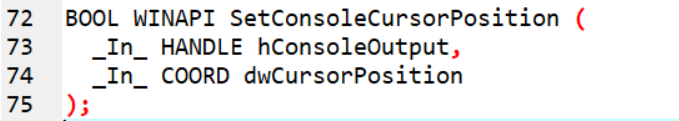 72 BOOL WINAPI SetConsoleCursorPosition (
73 _In_ HANDLE hConsoleOutput,
74 _In_ COORD dwCursorPosition
75 );